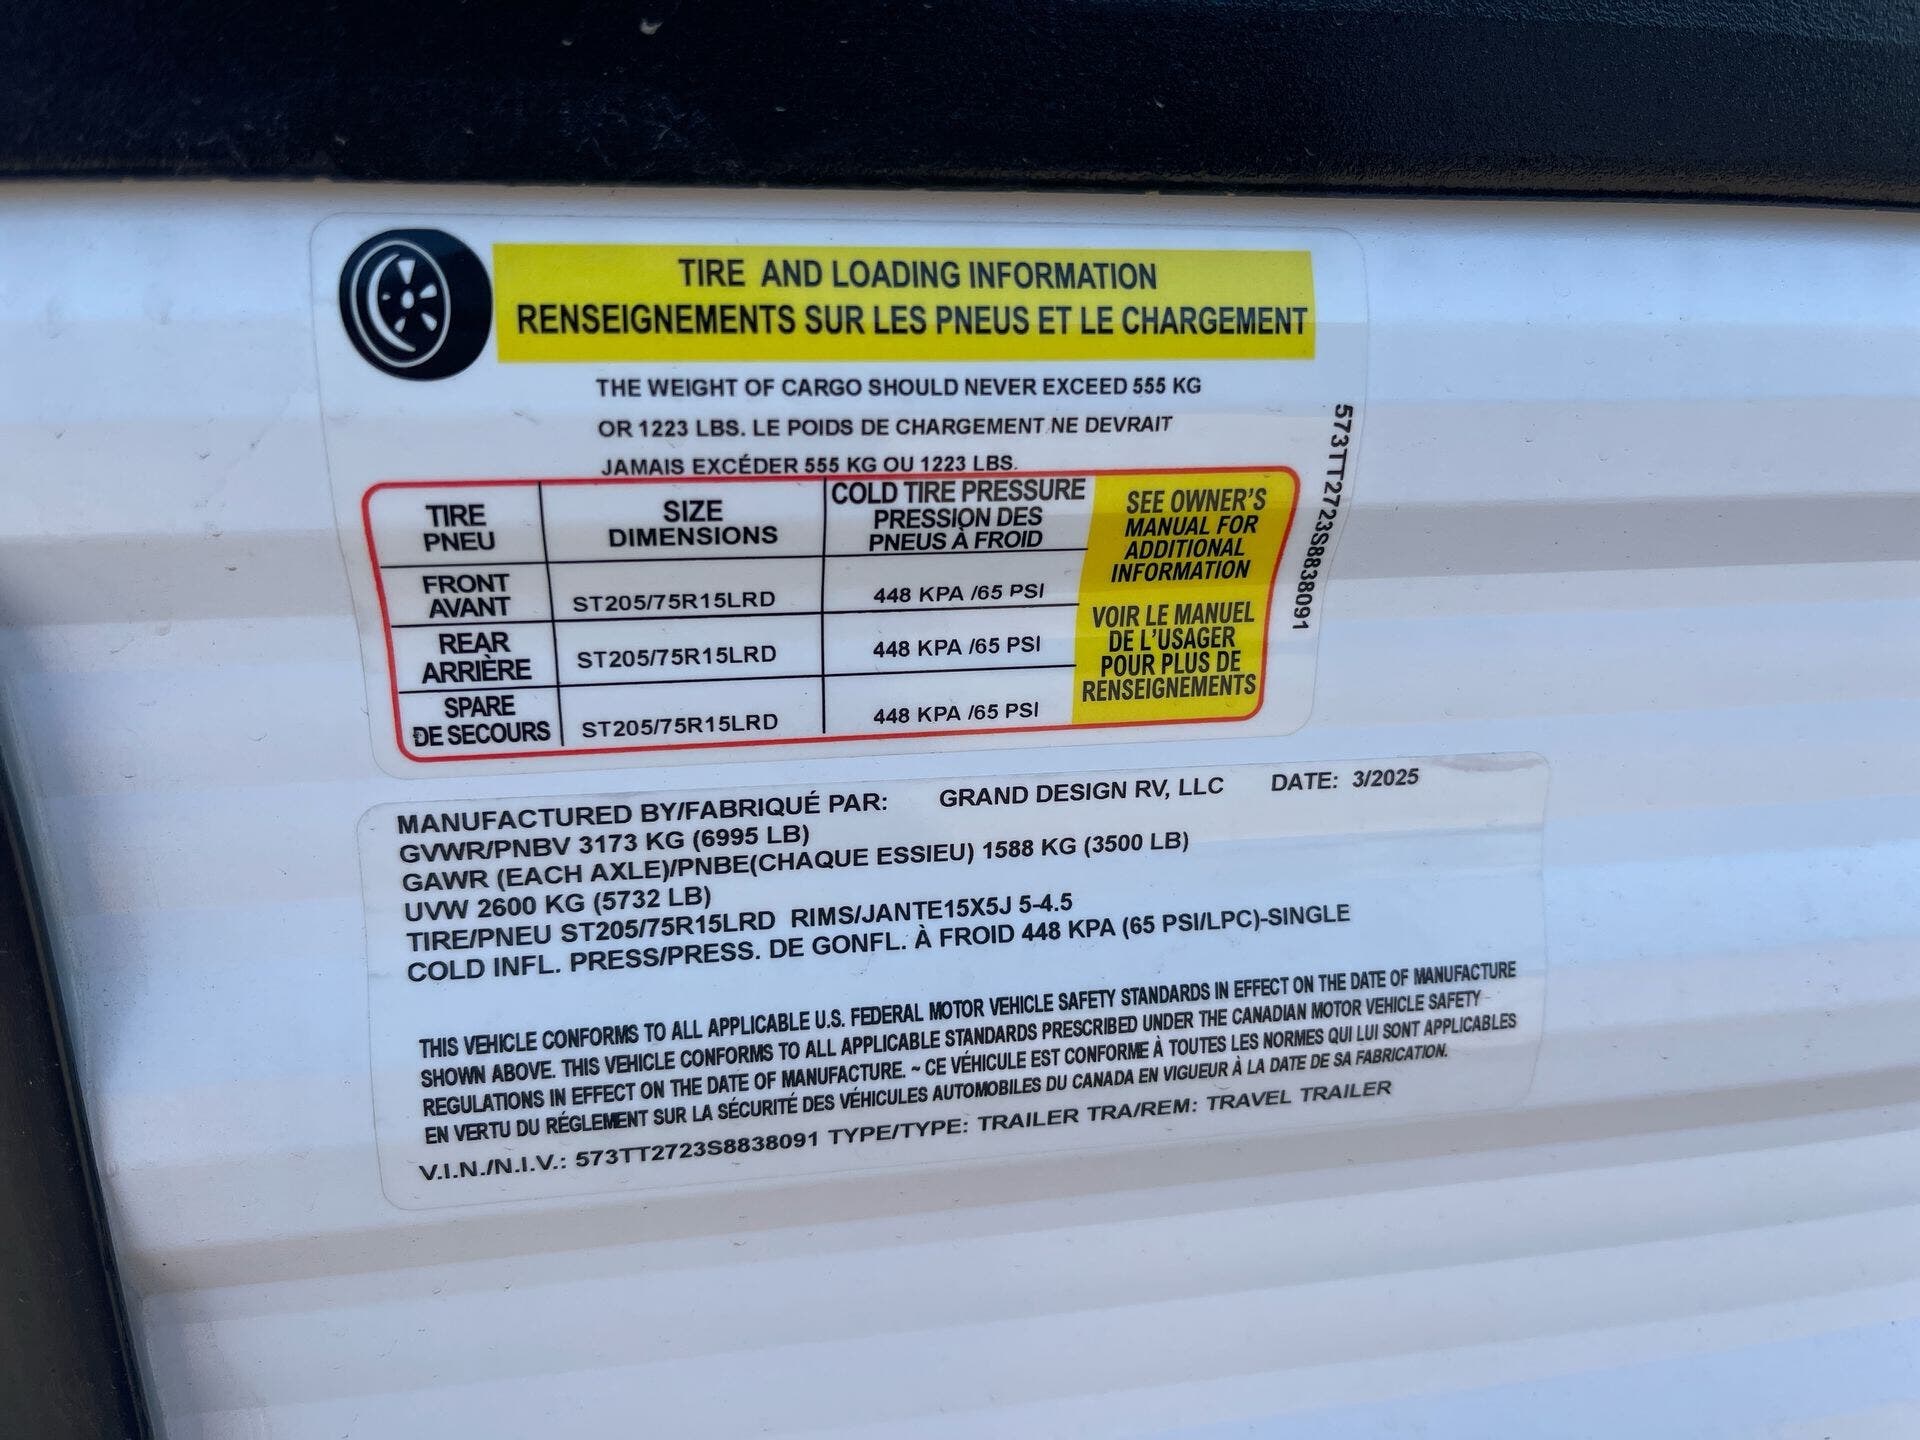 TIRE AND LOADING INFORMATION
RENSEIGNEMENTS SUR LES PNEUS ET LE CHARGEMENT
THE WEIGHT OF CARGO SHOULD NEVER EXCEED 555 KG
OR 1223 LBS. LE POIDS DE CHARGEMENT NE DEVRAIT
JAMAIS EXCÉDER 555 KG OU 1223 LBS.
TIRE
PNEU
SIZE
DIMENSIONS
COLD TIRE PRESSURE
PRESSION DES
PNEUS À FROID
FRONT
AVANT
ST205/75R15LRD
448 KPA /65 PSI
REAR
ARRIÈRE
ST205/75R15LRD
448 KPA /65 PSI
SPARE
DE SECOURS
ST205/75R15LRD
448 KPA /65 PSI
SEE OWNER'S
MANUAL FOR
ADDITIONAL
INFORMATION
VOIR LE MANUEL
DE L'USAGER
POUR PLUS DE
RENSEIGNEMENTS
573TT2723S8838091
MANUFACTURED BY/FABRIQUÉ PAR: GRAND DESIGN RV, LLC DATE: 3/2025
GVWR/PNBV 3173 KG (6995 LB)
GAWR (EACH AXLE)/PNBE(CHAQUE ESSIEU) 1588 KG (3500 LB)
UVW 2600 KG (5732 LB)
TIRE/PNEU ST205/75R15LRD RIMS/JANTE15X5J 5-4.5
COLD INFL. PRESS/PRESS. DE GONFL. À FROID 448 KPA (65 PSI/LPC)-SINGLE
THIS VEHICLE CONFORMS TO ALL APPLICABLE U.S. FEDERAL MOTOR VEHICLE SAFETY STANDARDS IN EFFECT ON THE DATE OF MANUFACTURE
SHOWN ABOVE. THIS VEHICLE CONFORMS TO ALL APPLICABLE STANDARDS PRESCRIBED UNDER THE CANADIAN MOTOR VEHICLE SAFETY
REGULATIONS IN EFFECT ON THE DATE OF MANUFACTURE. ~ CE VÉHICULE EST CONFORME À TOUTES LES NORMES QUI LUI SONT APPLICABLES
EN VERTU DU RÉGLEMENT SUR LA SÉCURITÉ DES VÉHICULES AUTOMOBILES DU CANADA EN VIGUEUR À LA DATE DE SA FABRICATION.
V.I.N./N.I.V.: 573TT2723S8838091 TYPE/TYPE: TRAILER TRA/REM: TRAVEL TRAILER